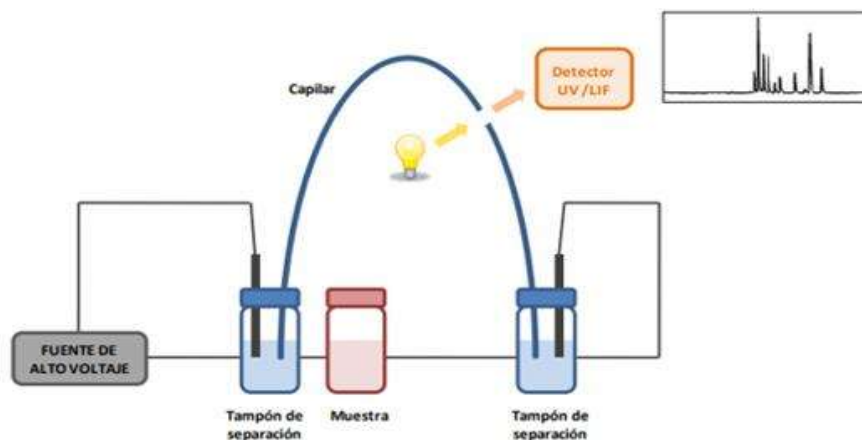 Capilar
Detector
UV /LIF
FUENTE DE
ALTO VOLTAJE
Tampón de
separación
Muestra
Tampón de
separación